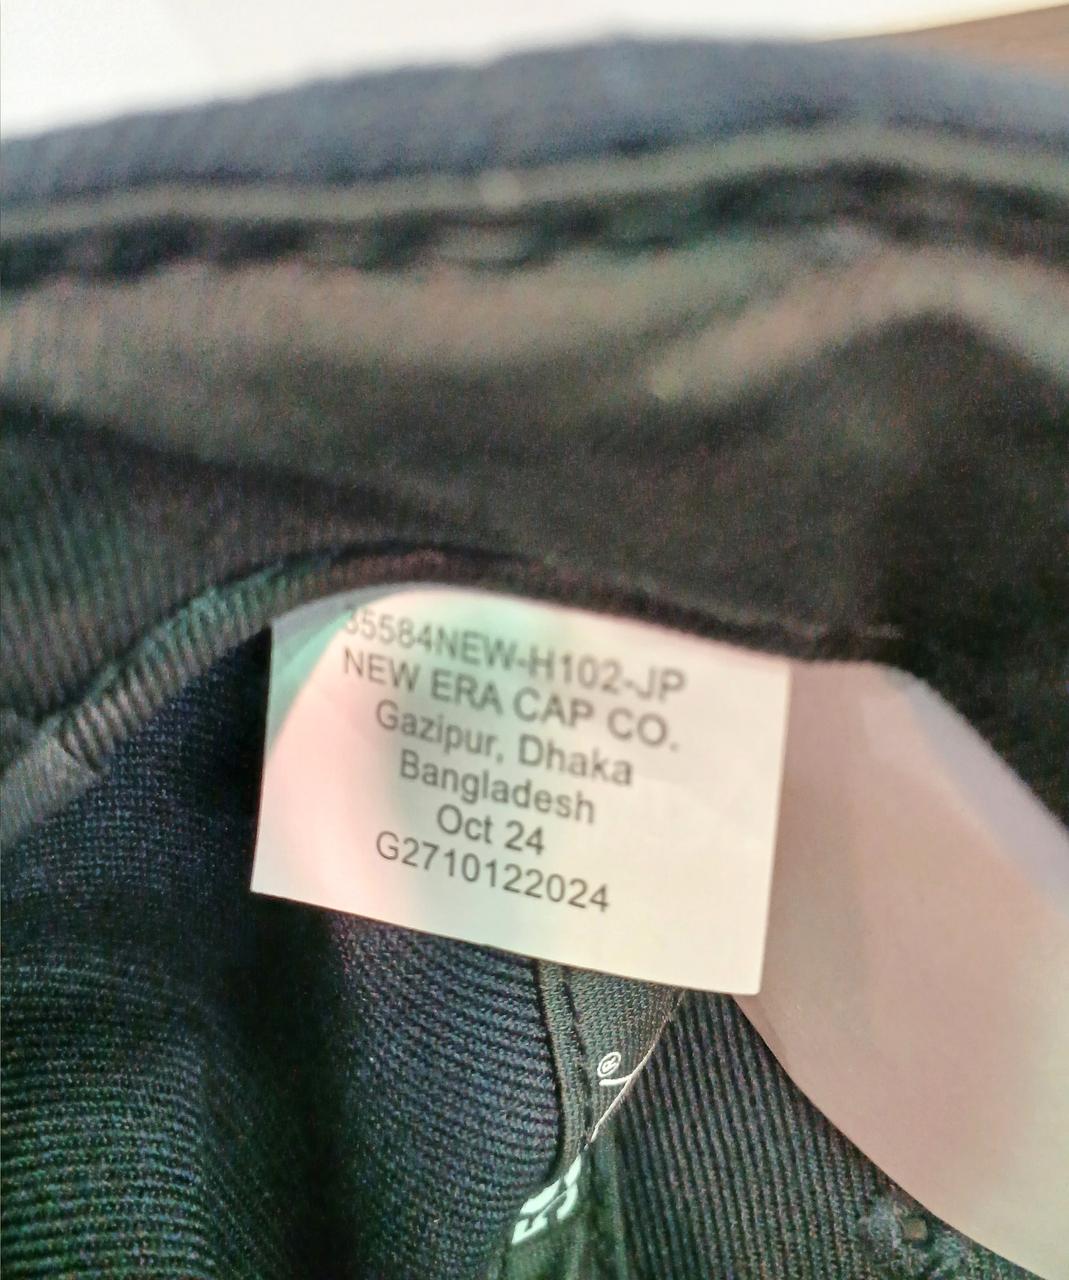 35584NEW-H102-JP
NEW ERA CAP CO.
Gazipur, Dhaka
Bangladesh
Oct 24
G2710122024
®